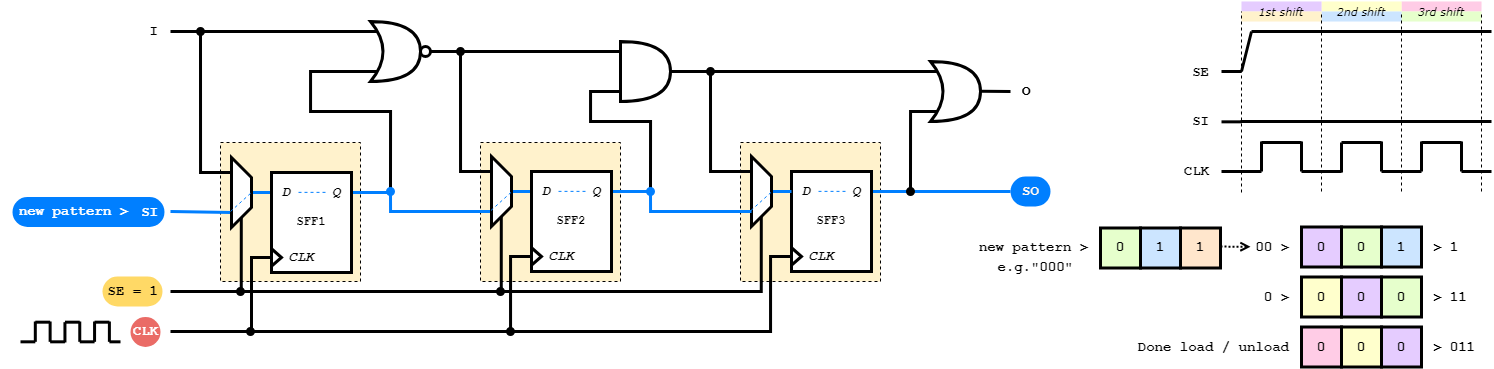 I
O
1st shift 2nd shift 3rd shift
SE
SI
CLK
D Q
SFF1
CLK
D Q
SFF2
CLK
D Q
SFF3
CLK
new pattern > SI
SO
SE = 1
CLK
new pattern > 0 1 1 00 > 0 0 1 > 1
e.g."000"
0 > 0 0 0 > 11
Done load / unload 0 0 0 > 011